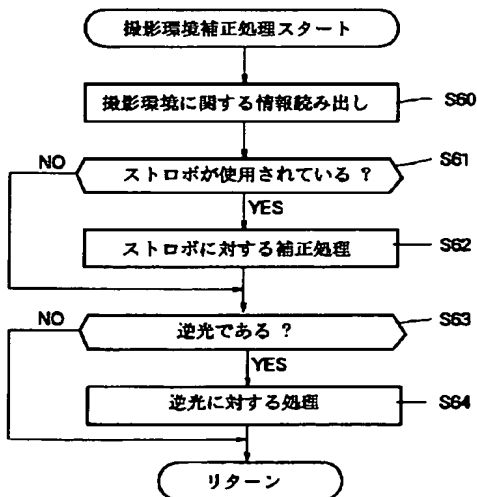 撮影環境補正処理スタート
撮影環境に関する情報読み出し
S60
ストロボが使用されている ?
S61
NO
YES
ストロボに対する補正処理
S62
逆光である ?
S63
NO
YES
逆光に対する処理
S64
リターン